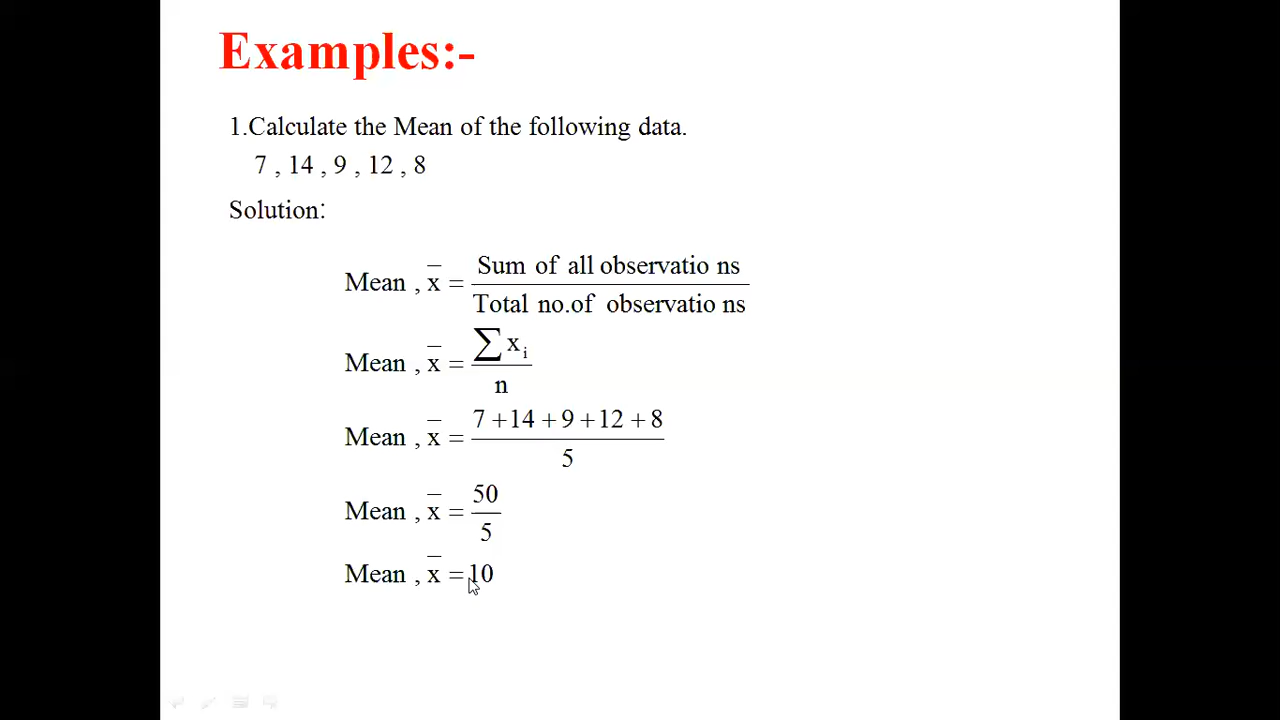 Examples:-
1.Calculate the Mean of the following data.
7 , 14 , 9 , 12 , 8
Solution:
Mean , x̄ = Sum of all observatio ns
Total no.of observatio ns
Mean , x̄ = ∑ xᵢ
n
Mean , x̄ = 7 +14 + 9 +12 + 8
5
Mean , x̄ = 50
5
Mean , x̄ =10